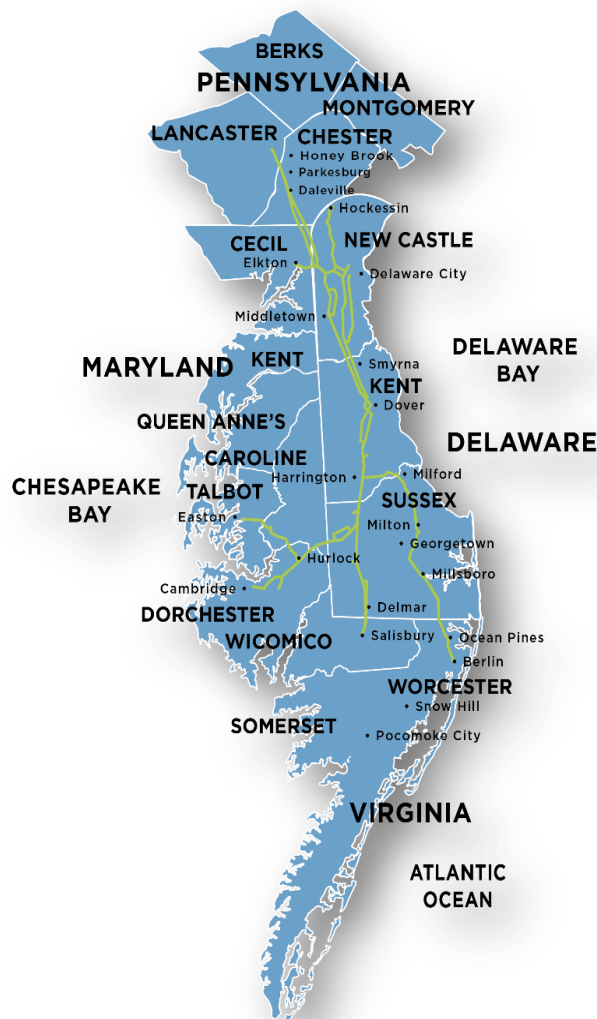 BERKS
PENNSYLVANIA
MONTGOMERY
LANCASTER
CHESTER
Honey Brook
Parkesburg
Daleville
Hockessin
CECIL
NEW CASTLE
Elkton
Delaware City
Middletown
DELAWARE
BAY
MARYLAND
KENT
Smyrna
KENT
Dover
QUEEN ANNE'S
DELAWARE
CAROLINE
Harrington
Milford
CHESAPEAKE
BAY
TALBOT
SUSSEX
Easton
Milton
Georgetown
Hurlock
Millsboro
Cambridge
DORCHESTER
Delmar
WICOMICO
Salisbury
Ocean Pines
Berlin
WORCESTER
Snow Hill
SOMERSET
Pocomoke City
VIRGINIA
ATLANTIC
OCEAN